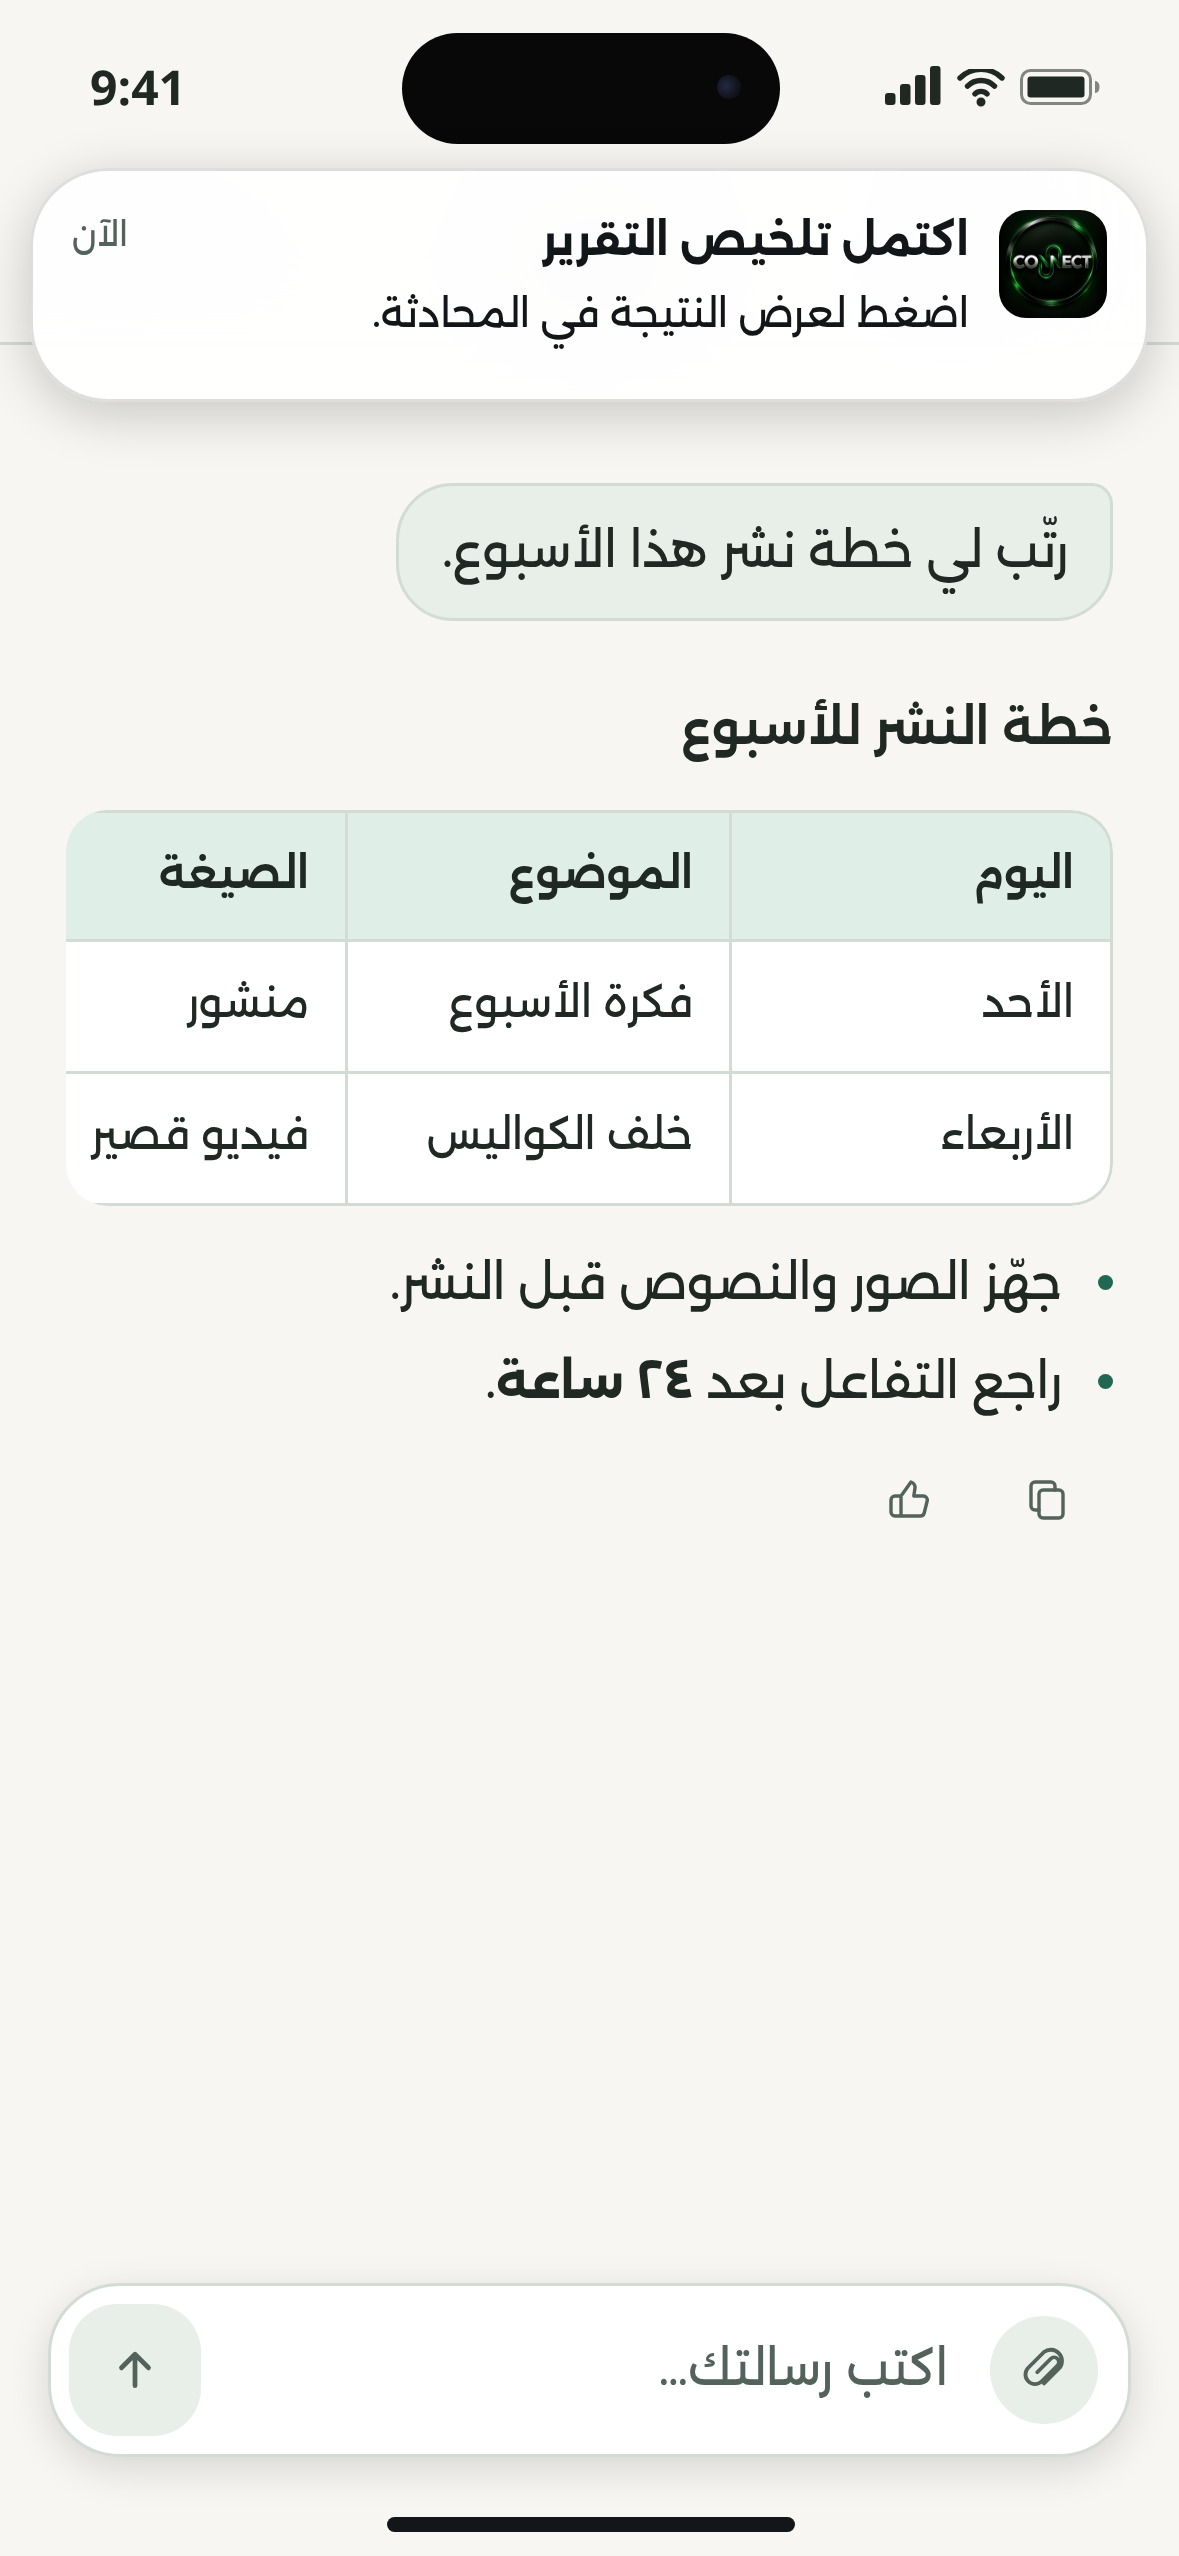 9:41
CONNECT
اكتمل تلخيص التقرير
الآن
اضغط لعرض النتيجة في المحادثة.
رتّب لي خطة نشر هذا الأسبوع.
خطة النشر للأسبوع
اليوم الموضوع الصيغة
الأحد فكرة الأسبوع منشور
الأربعاء خلف الكواليس فيديو قصير
جهّز الصور والنصوص قبل النشر.
راجع التفاعل بعد ٢٤ ساعة.
اكتب رسالتك...